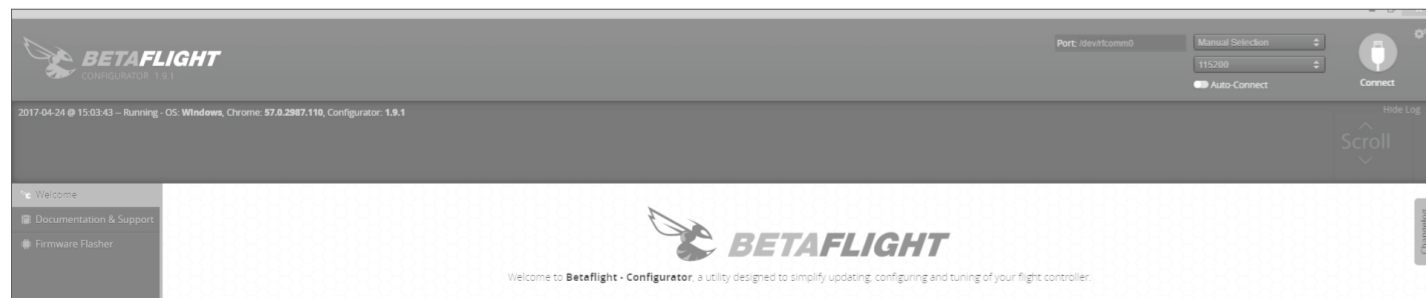 BETAFLIGHT
CONFIGURATOR 1.9.1
Port: /dev/rfcomm0
Manual Selection
115200
Auto-Connect
Connect
2017-04-24 @ 15:03:43 -- Running - OS: Windows, Chrome: 57.0.2987.110, Configurator: 1.9.1
Hide Log
Scroll
Welcome
Documentation & Support
Firmware Flasher
BETAFLIGHT
Welcome to Betaflight - Configurator, a utility designed to simplify updating, configuring and tuning of your flight controller.
Changelog